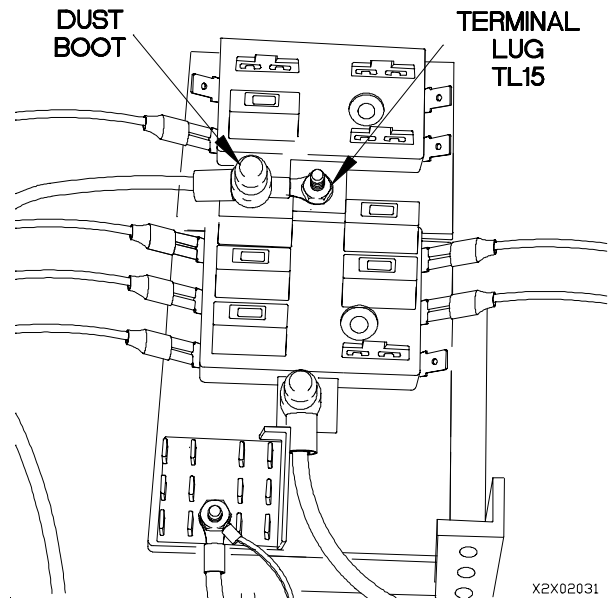 DUST
BOOT
TERMINAL
LUG
TL15
X2X02031